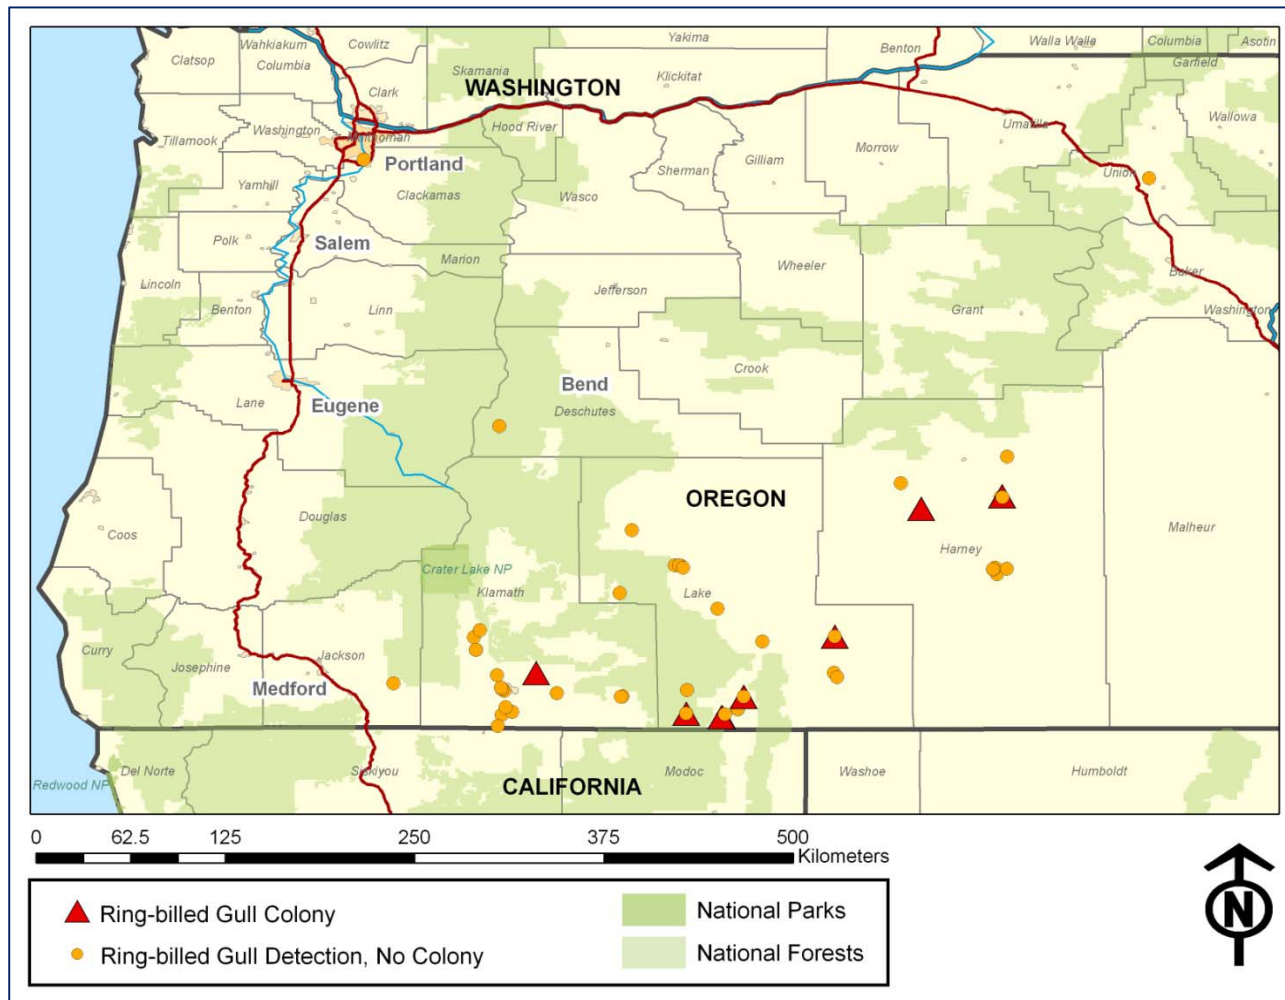 Wahkiakum
Cowlitz
Yakima
Benton
Walla Walla
Columbia
Asotin
Clatsop
Columbia
Skamania
Klickitat
Garfield
WASHINGTON
Clark
Hood River
Umatilla
Wallowa
Tillamook
Washington
Multnomah
Portland
Sherman
Gilliam
Morrow
Union
Yamhill
Clackamas
Wasco
Polk
Salem
Marion
Wheeler
Baker
Lincoln
Benton
Linn
Jefferson
Grant
Washington
Crook
Lane
Eugene
Bend
Deschutes
OREGON
Douglas
Coos
Malheur
Harney
Crater Lake NP
Klamath
Lake
Curry
Josephine
Jackson
Medford
Redwood NP
Del Norte
Siskiyou
CALIFORNIA
Modoc
Washoe
Humboldt
0 62.5 125 250 375 500
Kilometers
Ring-billed Gull Colony
Ring-billed Gull Detection, No Colony
National Parks
National Forests
N